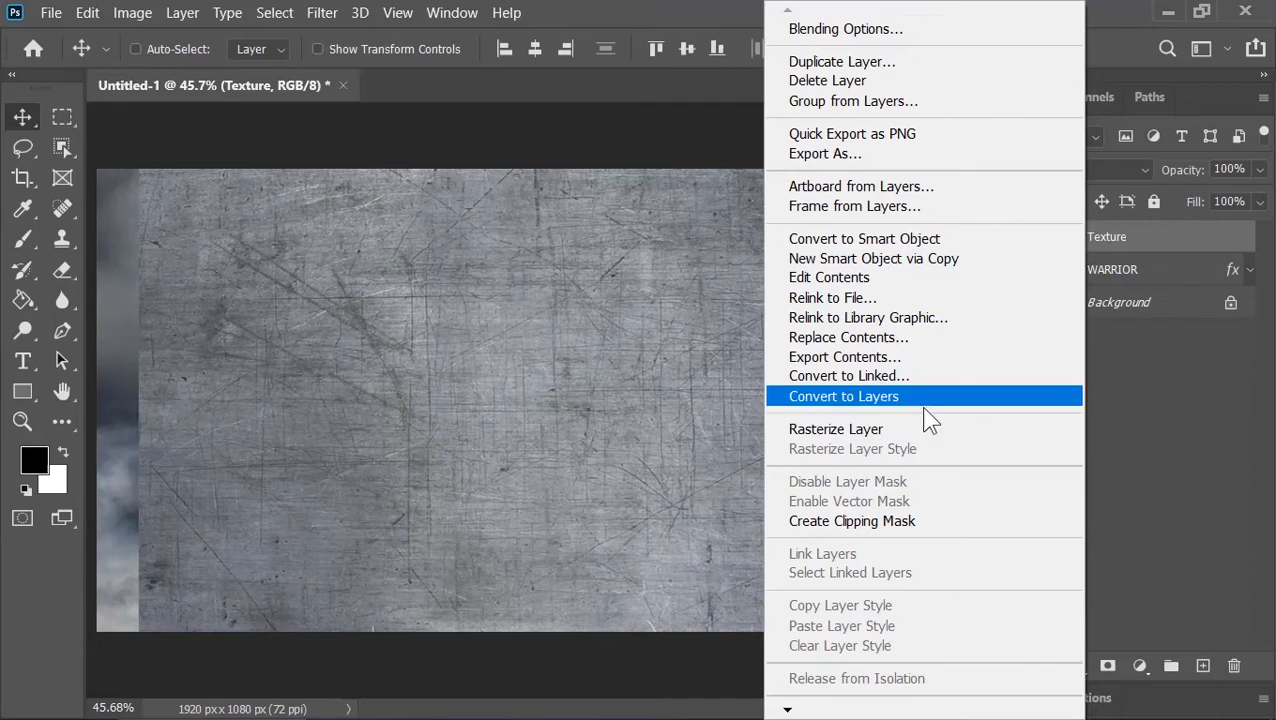 Ps File Edit Image Layer Type Select Filter 3D View Window Help
Auto-Select: Layer Show Transform Controls
Untitled-1 @ 45.7% (Texture, RGB/8) *
Blending Options...
Duplicate Layer...
Delete Layer
Group from Layers...
Quick Export as PNG
Export As...
Artboard from Layers...
Frame from Layers...
Convert to Smart Object
New Smart Object via Copy
Edit Contents
Relink to File...
Relink to Library Graphic...
Replace Contents...
Export Contents...
Convert to Linked...
Convert to Layers
Rasterize Layer
Rasterize Layer Style
Disable Layer Mask
Enable Vector Mask
Create Clipping Mask
Link Layers
Select Linked Layers
Copy Layer Style
Paste Layer Style
Clear Layer Style
Release from Isolation
Paths
Opacity: 100%
Fill: 100%
Texture
WARRIOR fx
Background
45.68% 1920 px x 1080 px (72 ppi)